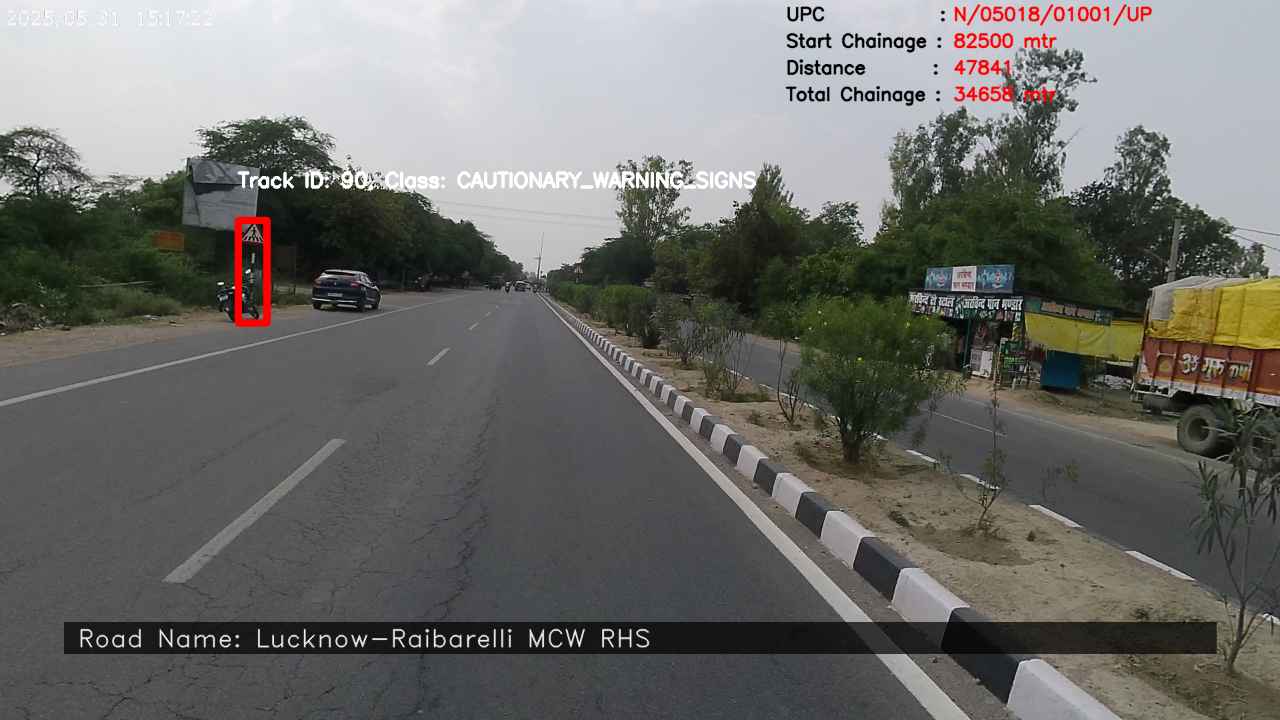 2025.05.31 15:17:22
UPC : N/05018/01001/UP
Start Chainage : 82500 mtr
Distance : 47841
Total Chainage : 34658 mtr
Track ID: 90, Class: CAUTIONARY_WARNING_SIGNS
Road Name: Lucknow-Raibarelli MCW RHS